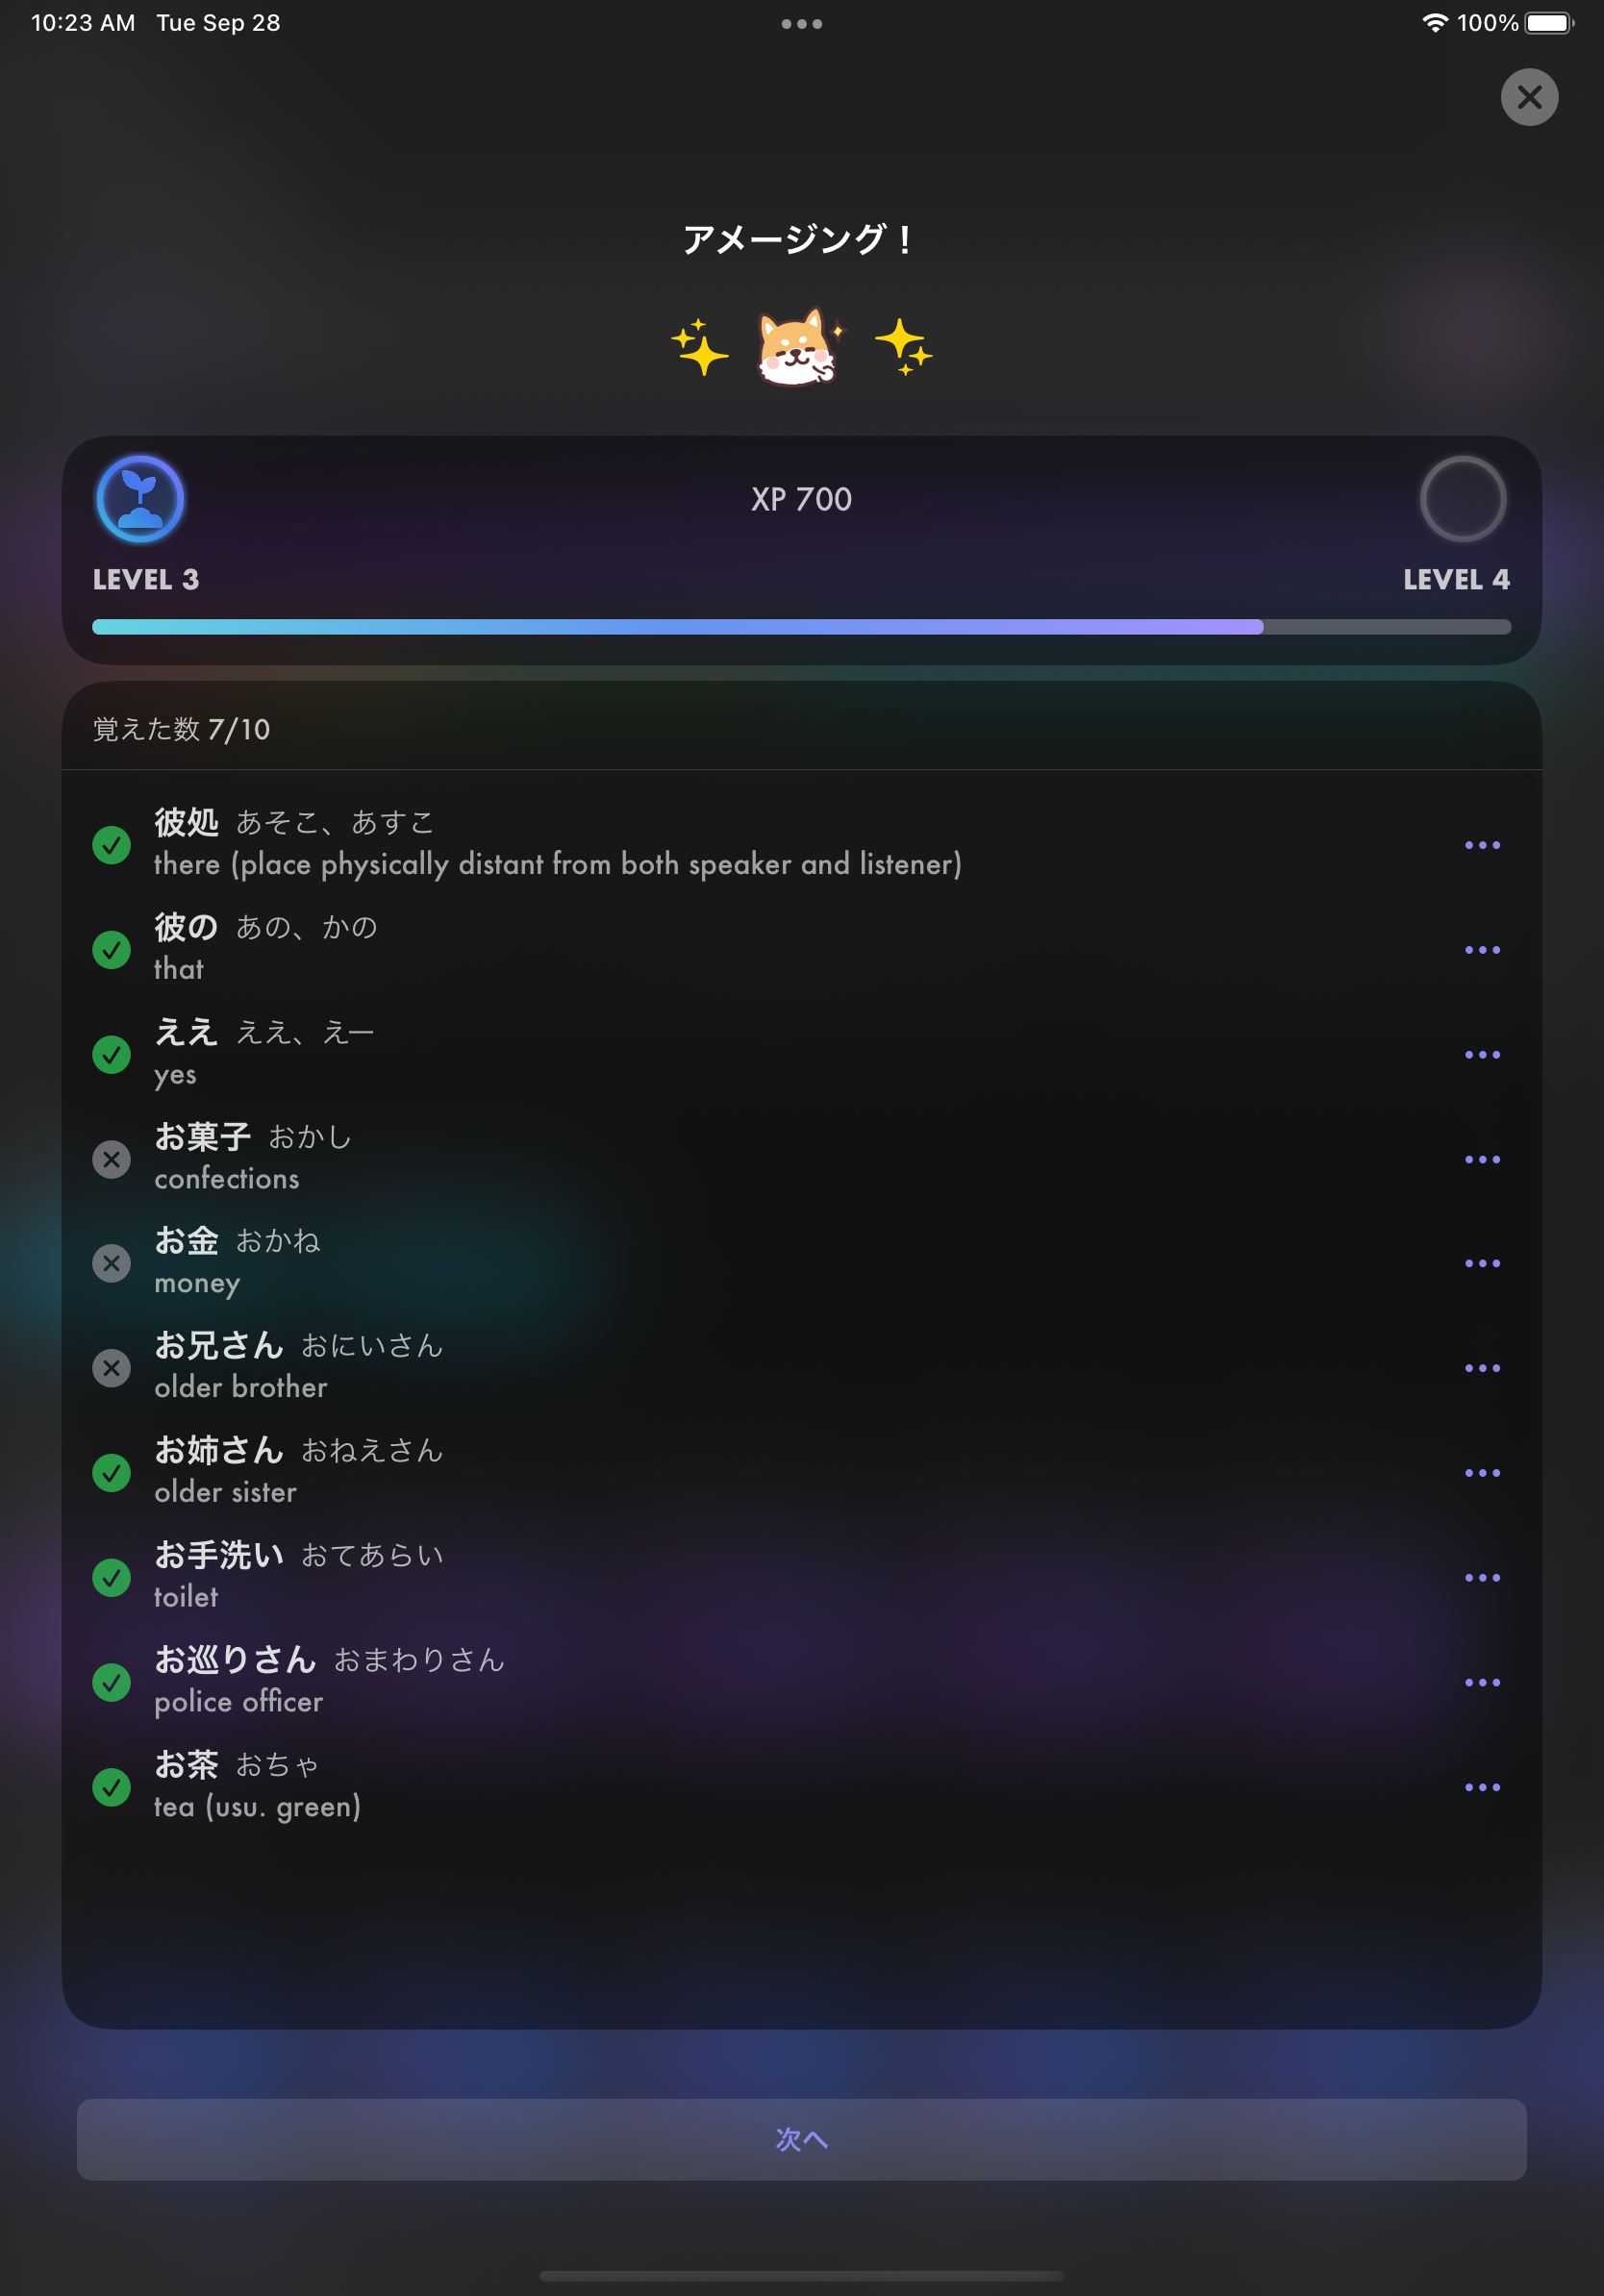 10:23 AM Tue Sep 28
100%
アメージング！
XP 700
LEVEL 3
LEVEL 4
覚えた数 7/10
彼処 あそこ、あすこ
there (place physically distant from both speaker and listener)
彼の あの、かの
that
ええ ええ、えー
yes
お菓子 おかし
confections
お金 おかね
money
お兄さん おにいさん
older brother
お姉さん おねえさん
older sister
お手洗い おてあらい
toilet
お巡りさん おまわりさん
police officer
お茶 おちゃ
tea (usu. green)
次へ